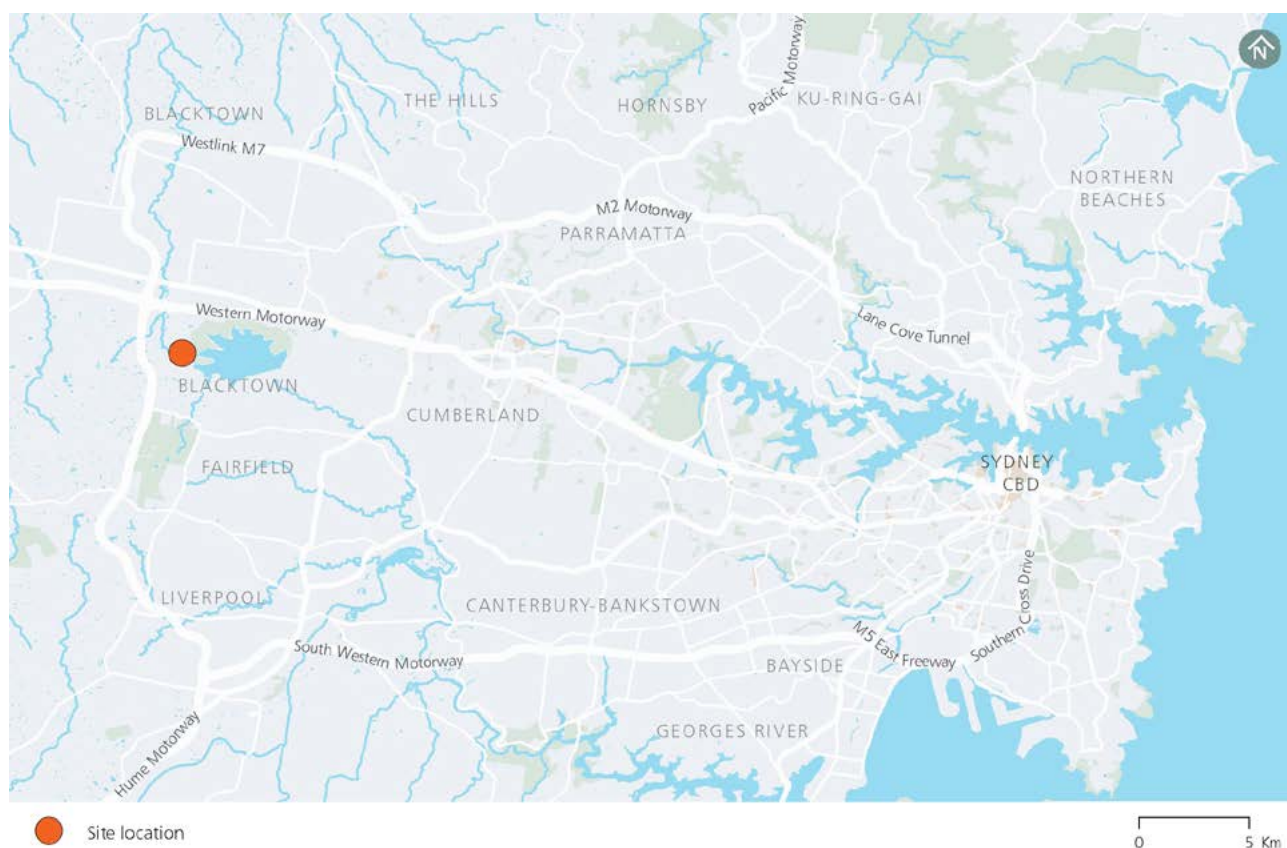 N
BLACKTOWN
THE HILLS
HORNSBY
Pacific Motorway
KU-RING-GAI
Westlink M7
NORTHERN
BEACHES
M2 Motorway
PARRAMATTA
Western Motorway
Lane Cove Tunnel
BLACKTOWN
CUMBERLAND
FAIRFIELD
SYDNEY
CBD
LIVERPOOL
CANTERBURY-BANKSTOWN
Southern Cross Drive
South Western Motorway
M5 East Freeway
BAYSIDE
GEORGES RIVER
Hume Motorway
Site location
0 5 Km